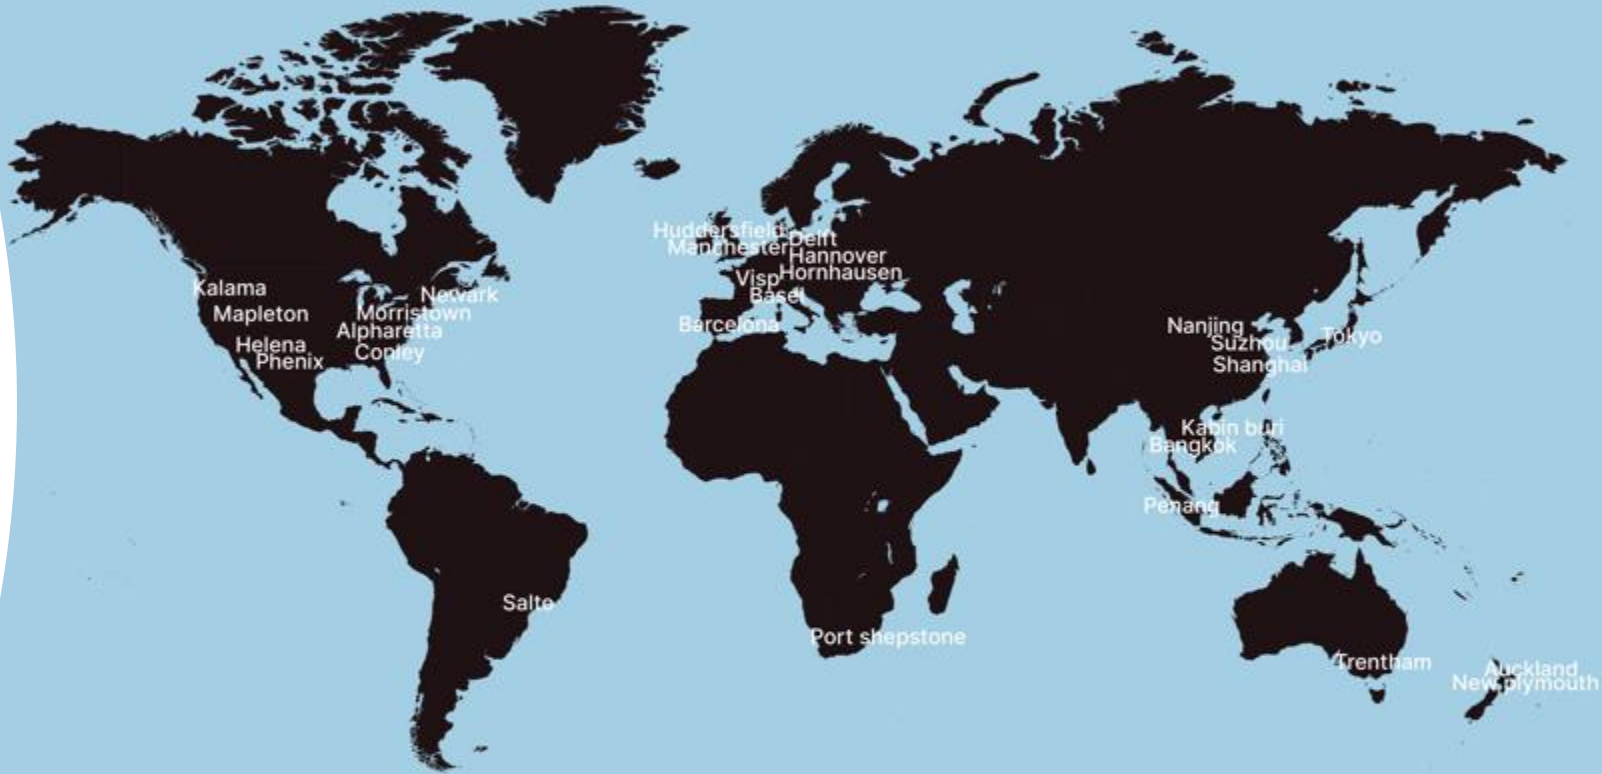 Huddersfield
Manchester
Delft
Hannover
Hornhausen
Visp
Basel
Barcelona
Kalama
Mapleton
Helena
Phenix
Newark
Morristown
Alpharetta
Conley
Nanjing
Suzhou
Shanghai
Tokyo
Kabin buri
Bangkok
Penang
Salto
Port shepstone
Trentham
Auckland
New plymouth